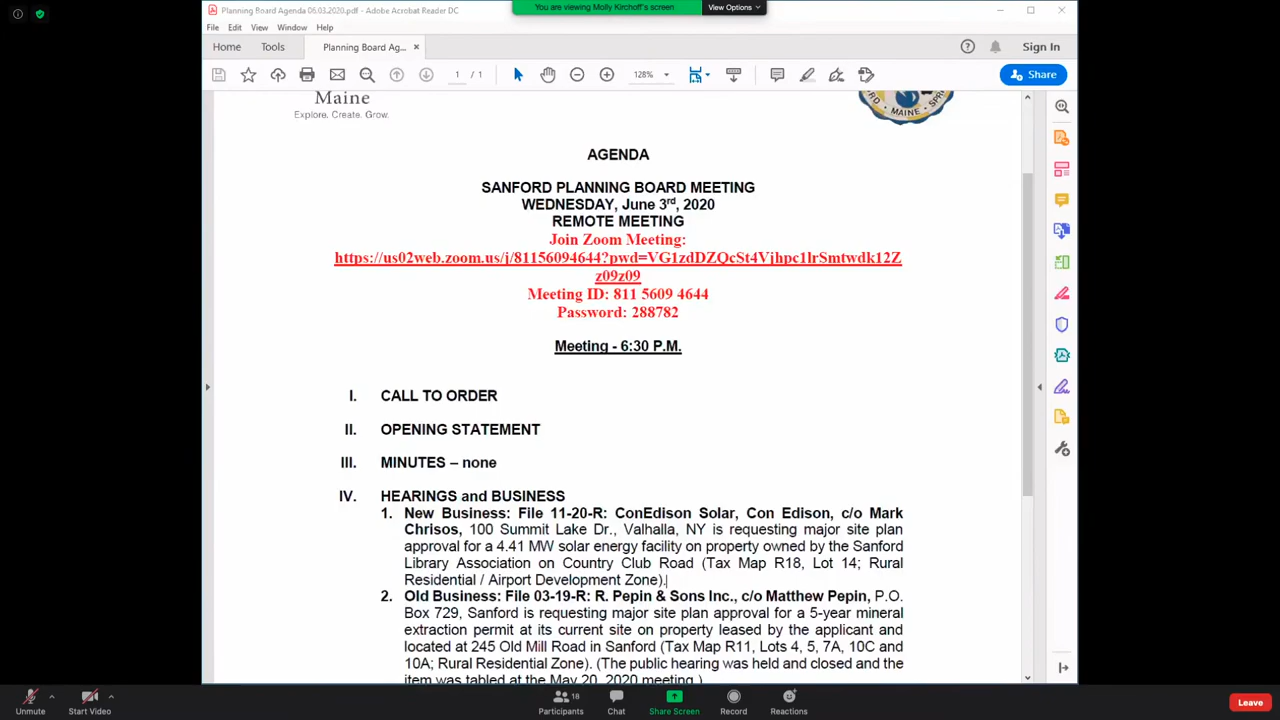 Planning Board Agenda 06.03.2020.pdf - Adobe Acrobat Reader DC
You are viewing Molly Kirchoff's screen
View Options
File Edit View Window Help
Home Tools Planning Board Ag... × Sign In
1 / 1 128% Share
Maine
Explore. Create. Grow.
MAINE
AGENDA
SANFORD PLANNING BOARD MEETING
WEDNESDAY, June 3rd, 2020
REMOTE MEETING
Join Zoom Meeting:
https://us02web.zoom.us/j/81156094644?pwd=VG1zdDZQcSt4Vjhpc1lrSmtwdk12Z
z09z09
Meeting ID: 811 5609 4644
Password: 288782
Meeting - 6:30 P.M.
I. CALL TO ORDER
II. OPENING STATEMENT
III. MINUTES – none
IV. HEARINGS and BUSINESS
1. New Business: File 11-20-R: ConEdison Solar, Con Edison, c/o Mark
Chrisos, 100 Summit Lake Dr., Valhalla, NY is requesting major site plan
approval for a 4.41 MW solar energy facility on property owned by the Sanford
Library Association on Country Club Road (Tax Map R18, Lot 14; Rural
Residential / Airport Development Zone).
2. Old Business: File 03-19-R: R. Pepin & Sons Inc., c/o Matthew Pepin, P.O.
Box 729, Sanford is requesting major site plan approval for a 5-year mineral
extraction permit at its current site on property leased by the applicant and
located at 245 Old Mill Road in Sanford (Tax Map R11, Lots 4, 5, 7A, 10C and
10A; Rural Residential Zone). (The public hearing was held and closed and the
item was tabled at the May 20, 2020 meeting.)
Unmute Start Video Participants 18 Chat Share Screen Record Reactions Leave